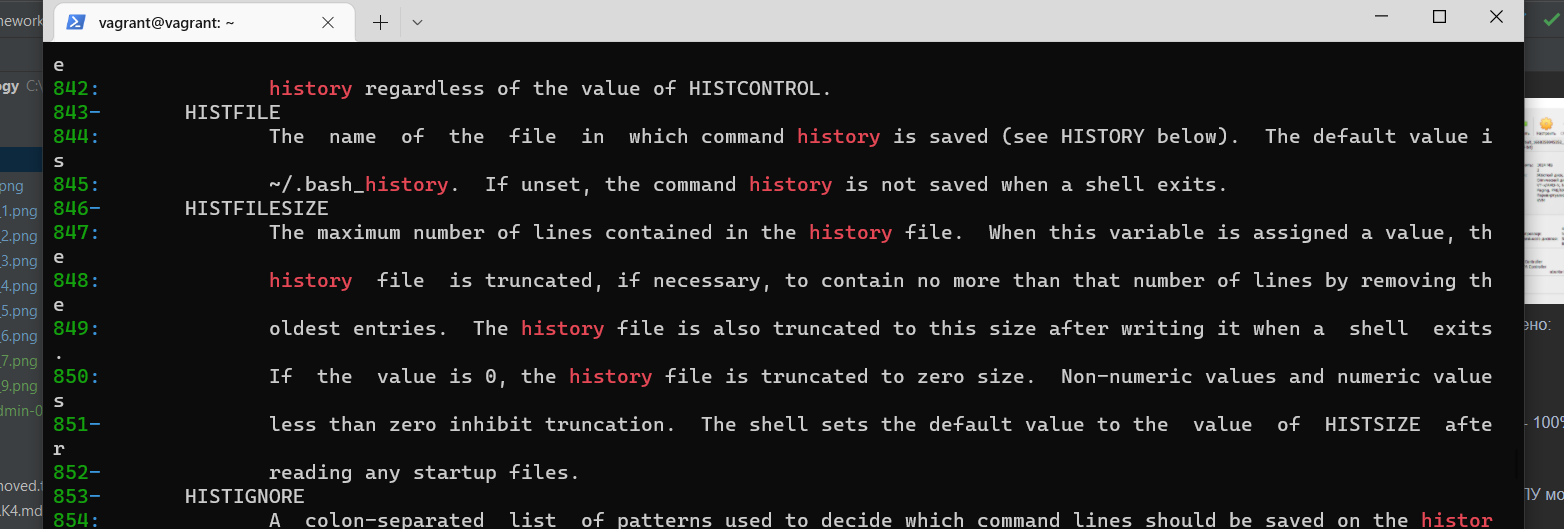 nework
vagrant@vagrant: ~
ogy C:\
e
842: history regardless of the value of HISTCONTROL.
843- HISTFILE
844: The name of the file in which command history is saved (see HISTORY below). The default value i
s
845: ~/.bash_history. If unset, the command history is not saved when a shell exits.
846- HISTFILESIZE
847: The maximum number of lines contained in the history file. When this variable is assigned a value, th
e
848: history file is truncated, if necessary, to contain no more than that number of lines by removing th
e
849: oldest entries. The history file is also truncated to this size after writing it when a shell exits
.
850: If the value is 0, the history file is truncated to zero size. Non-numeric values and numeric value
s
851- less than zero inhibit truncation. The shell sets the default value to the value of HISTSIZE afte
r
852- reading any startup files.
853- HISTIGNORE
854: A colon-separated list of patterns used to decide which command lines should be saved on the histor
png
_1.png
_2.png
_3.png
_4.png
_5.png
_6.png
_7.png
_9.png
dmin-0
noved.
K4.md
ено:
- 100%
ПУ мо